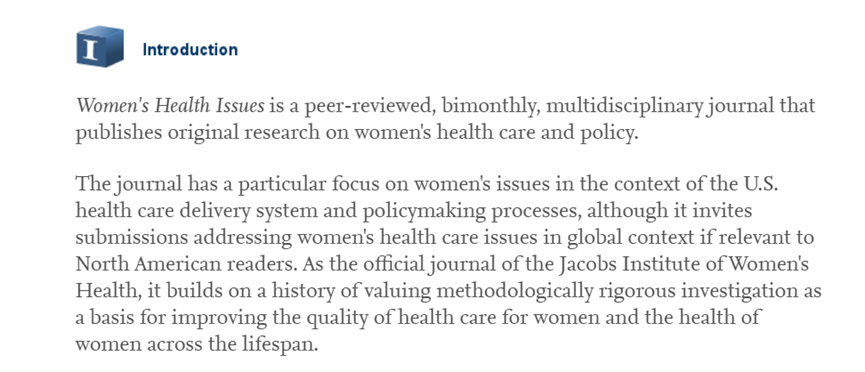 I
Introduction
Women's Health Issues is a peer-reviewed, bimonthly, multidisciplinary journal that
publishes original research on women's health care and policy.
The journal has a particular focus on women's issues in the context of the U.S.
health care delivery system and policymaking processes, although it invites
submissions addressing women's health care issues in global context if relevant to
North American readers. As the official journal of the Jacobs Institute of Women's
Health, it builds on a history of valuing methodologically rigorous investigation as
a basis for improving the quality of health care for women and the health of
women across the lifespan.